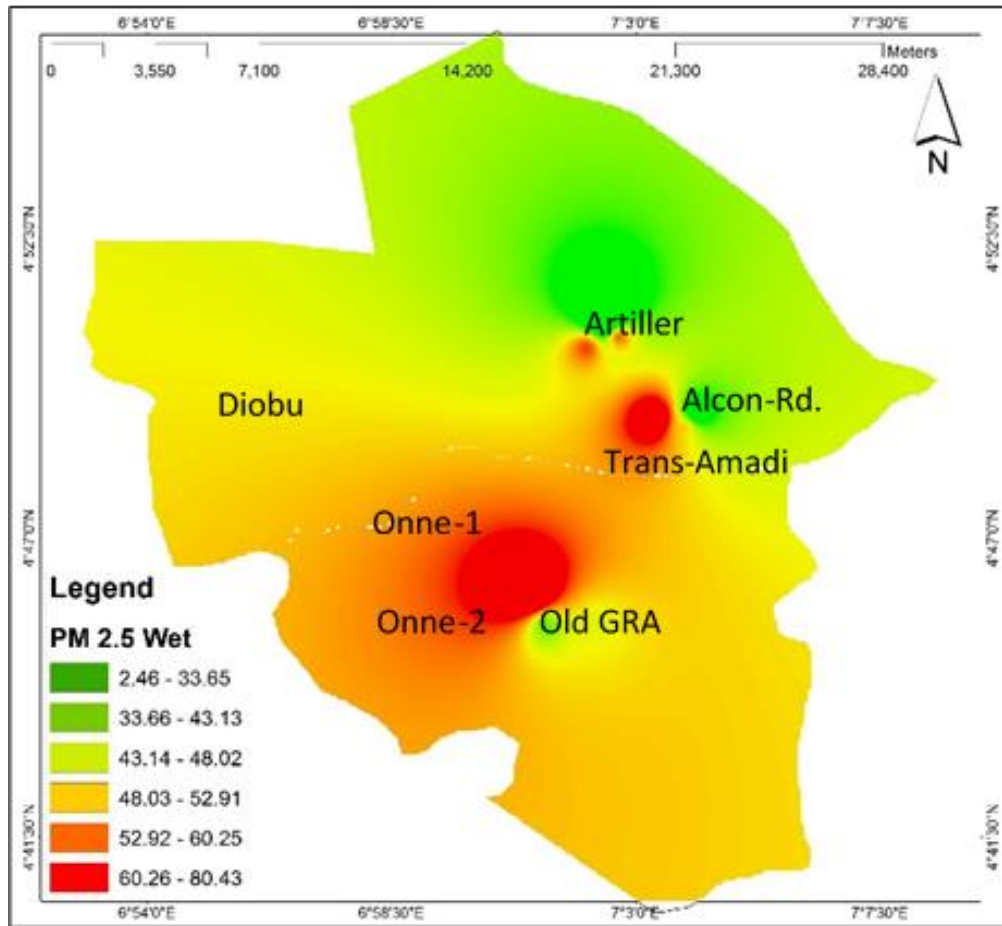 6°54'0"E 6°58'30"E 7°3'0"E 7°7'30"E
Meters
0 3,550 7,100 14,200 21,300 28,400
N
4°52'30"N 4°52'30"N
Artiller
Diobu
Alcon-Rd.
Trans-Amadi
Onne-1
4°47'0"N 4°47'0"N
Onne-2 Old GRA
Legend
PM 2.5 Wet
2.46 - 33.65
33.66 - 43.13
43.14 - 48.02
48.03 - 52.91
52.92 - 60.25
60.26 - 80.43
4°41'30"N 4°41'30"N
6°54'0"E 6°58'30"E 7°3'0"E 7°7'30"E